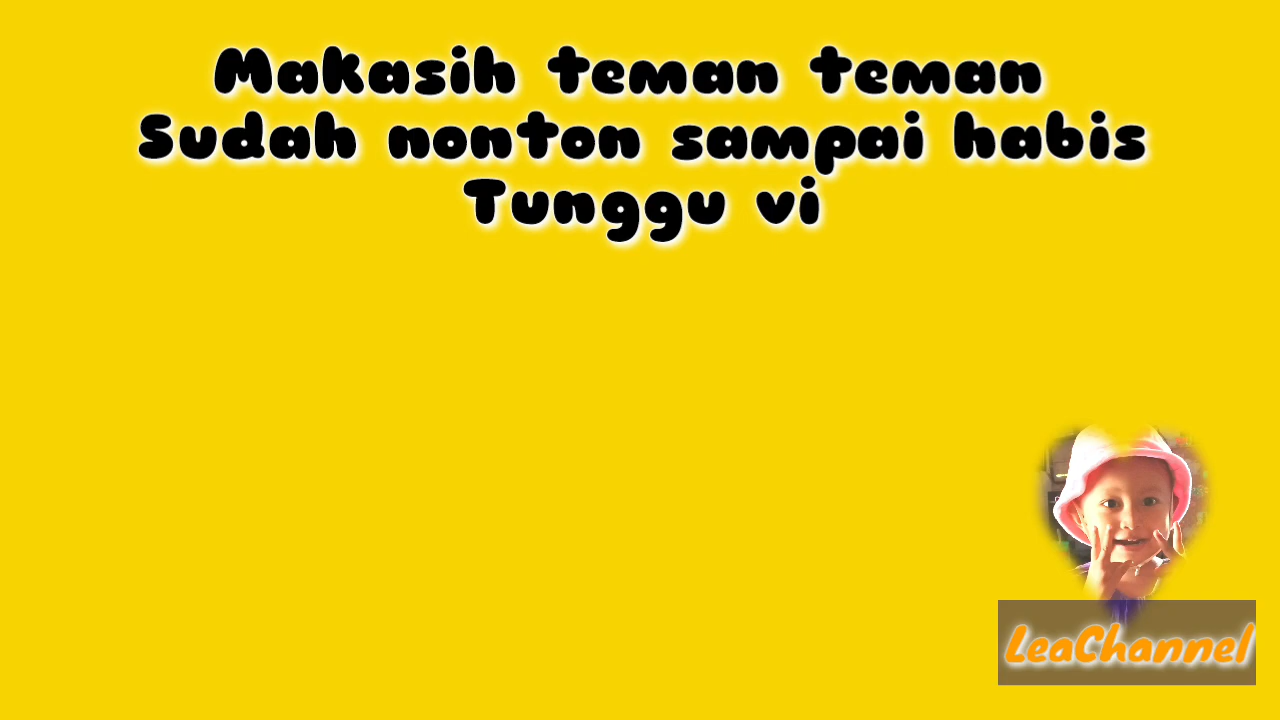 Makasih teman teman
Sudah nonton sampai habis
Tunggu vi
LeaChannel